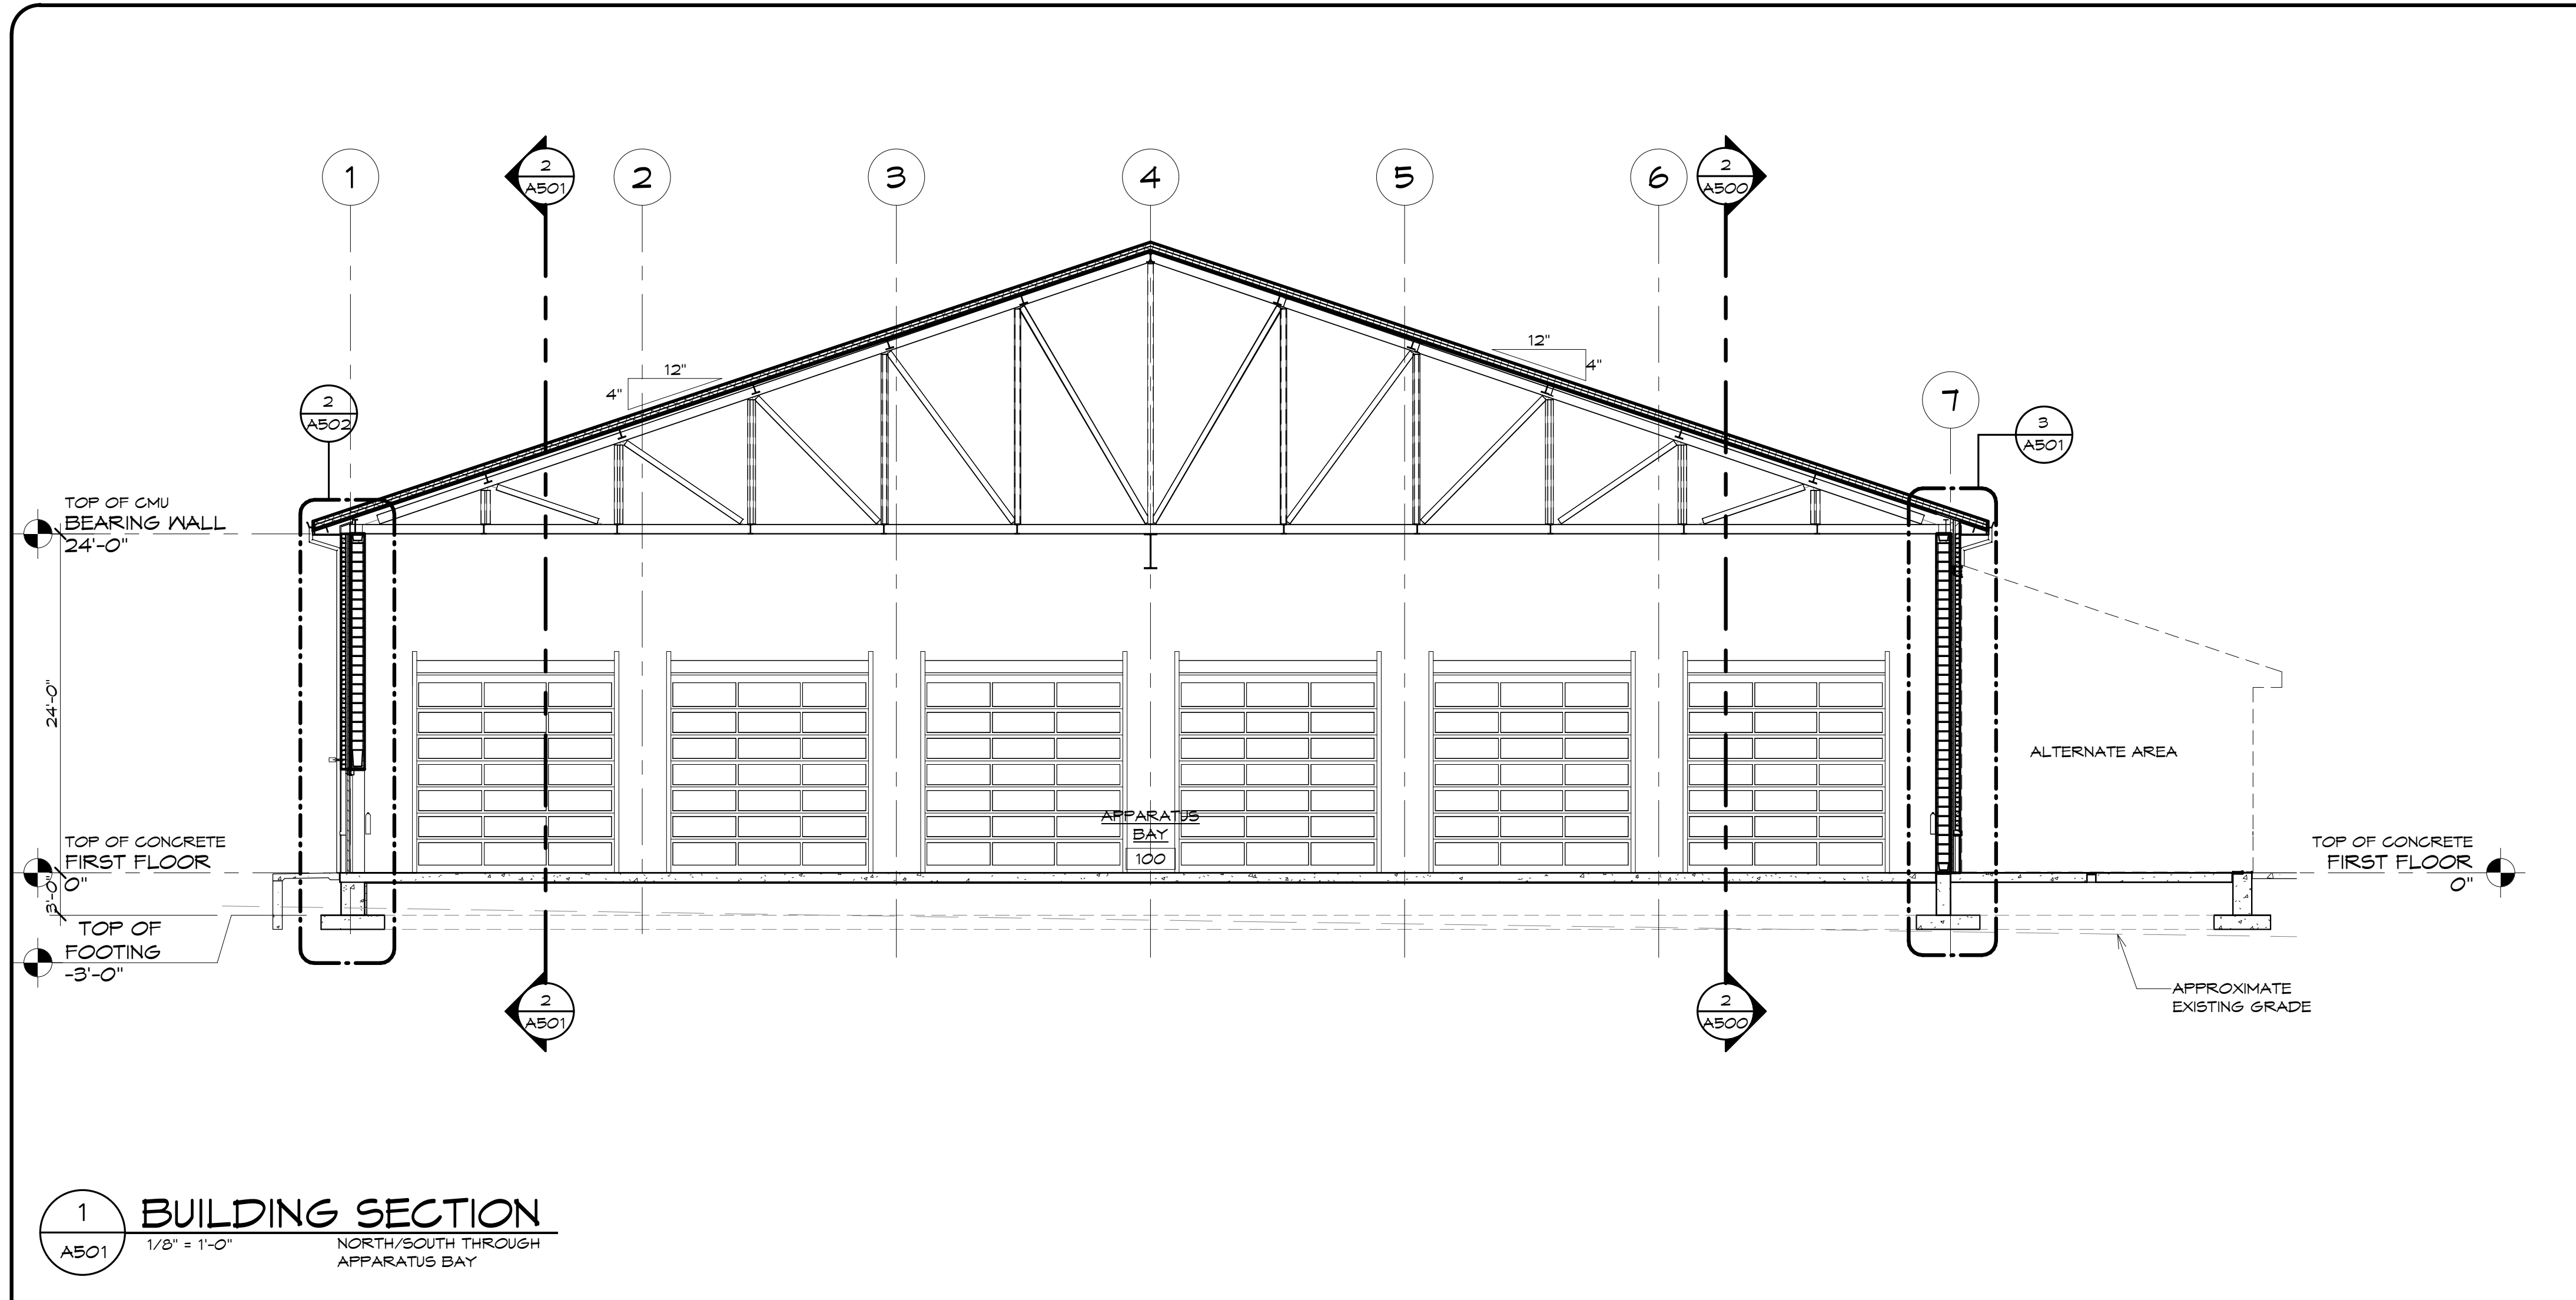 1
2
A501
2
3
4
5
6
2
A500
12"
4"
12"
4"
2
A502
7
3
A501
TOP OF CMU
BEARING WALL
24'-0"
24'-0"
ALTERNATE AREA
APPARATUS
BAY
100
TOP OF CONCRETE
FIRST FLOOR
0"
3'-0"
TOP OF CONCRETE
FIRST FLOOR
0"
TOP OF
FOOTING
-3'-0"
2
A501
2
A500
APPROXIMATE
EXISTING GRADE
1
A501
BUILDING SECTION
1/8" = 1'-0"
NORTH/SOUTH THROUGH
APPARATUS BAY